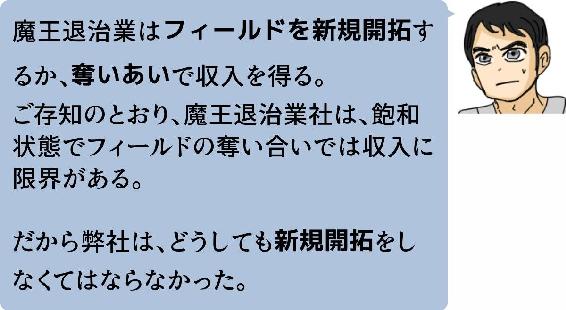 魔王退治業はフィールドを新規開拓す
るか、奪いあいで収入を得る。
ご存知のとおり、魔王退治業社は、飽和
状態でフィールドの奪い合いでは収入に
限界がある。
だから弊社は、どうしても新規開拓をし
なくてはならなかった。